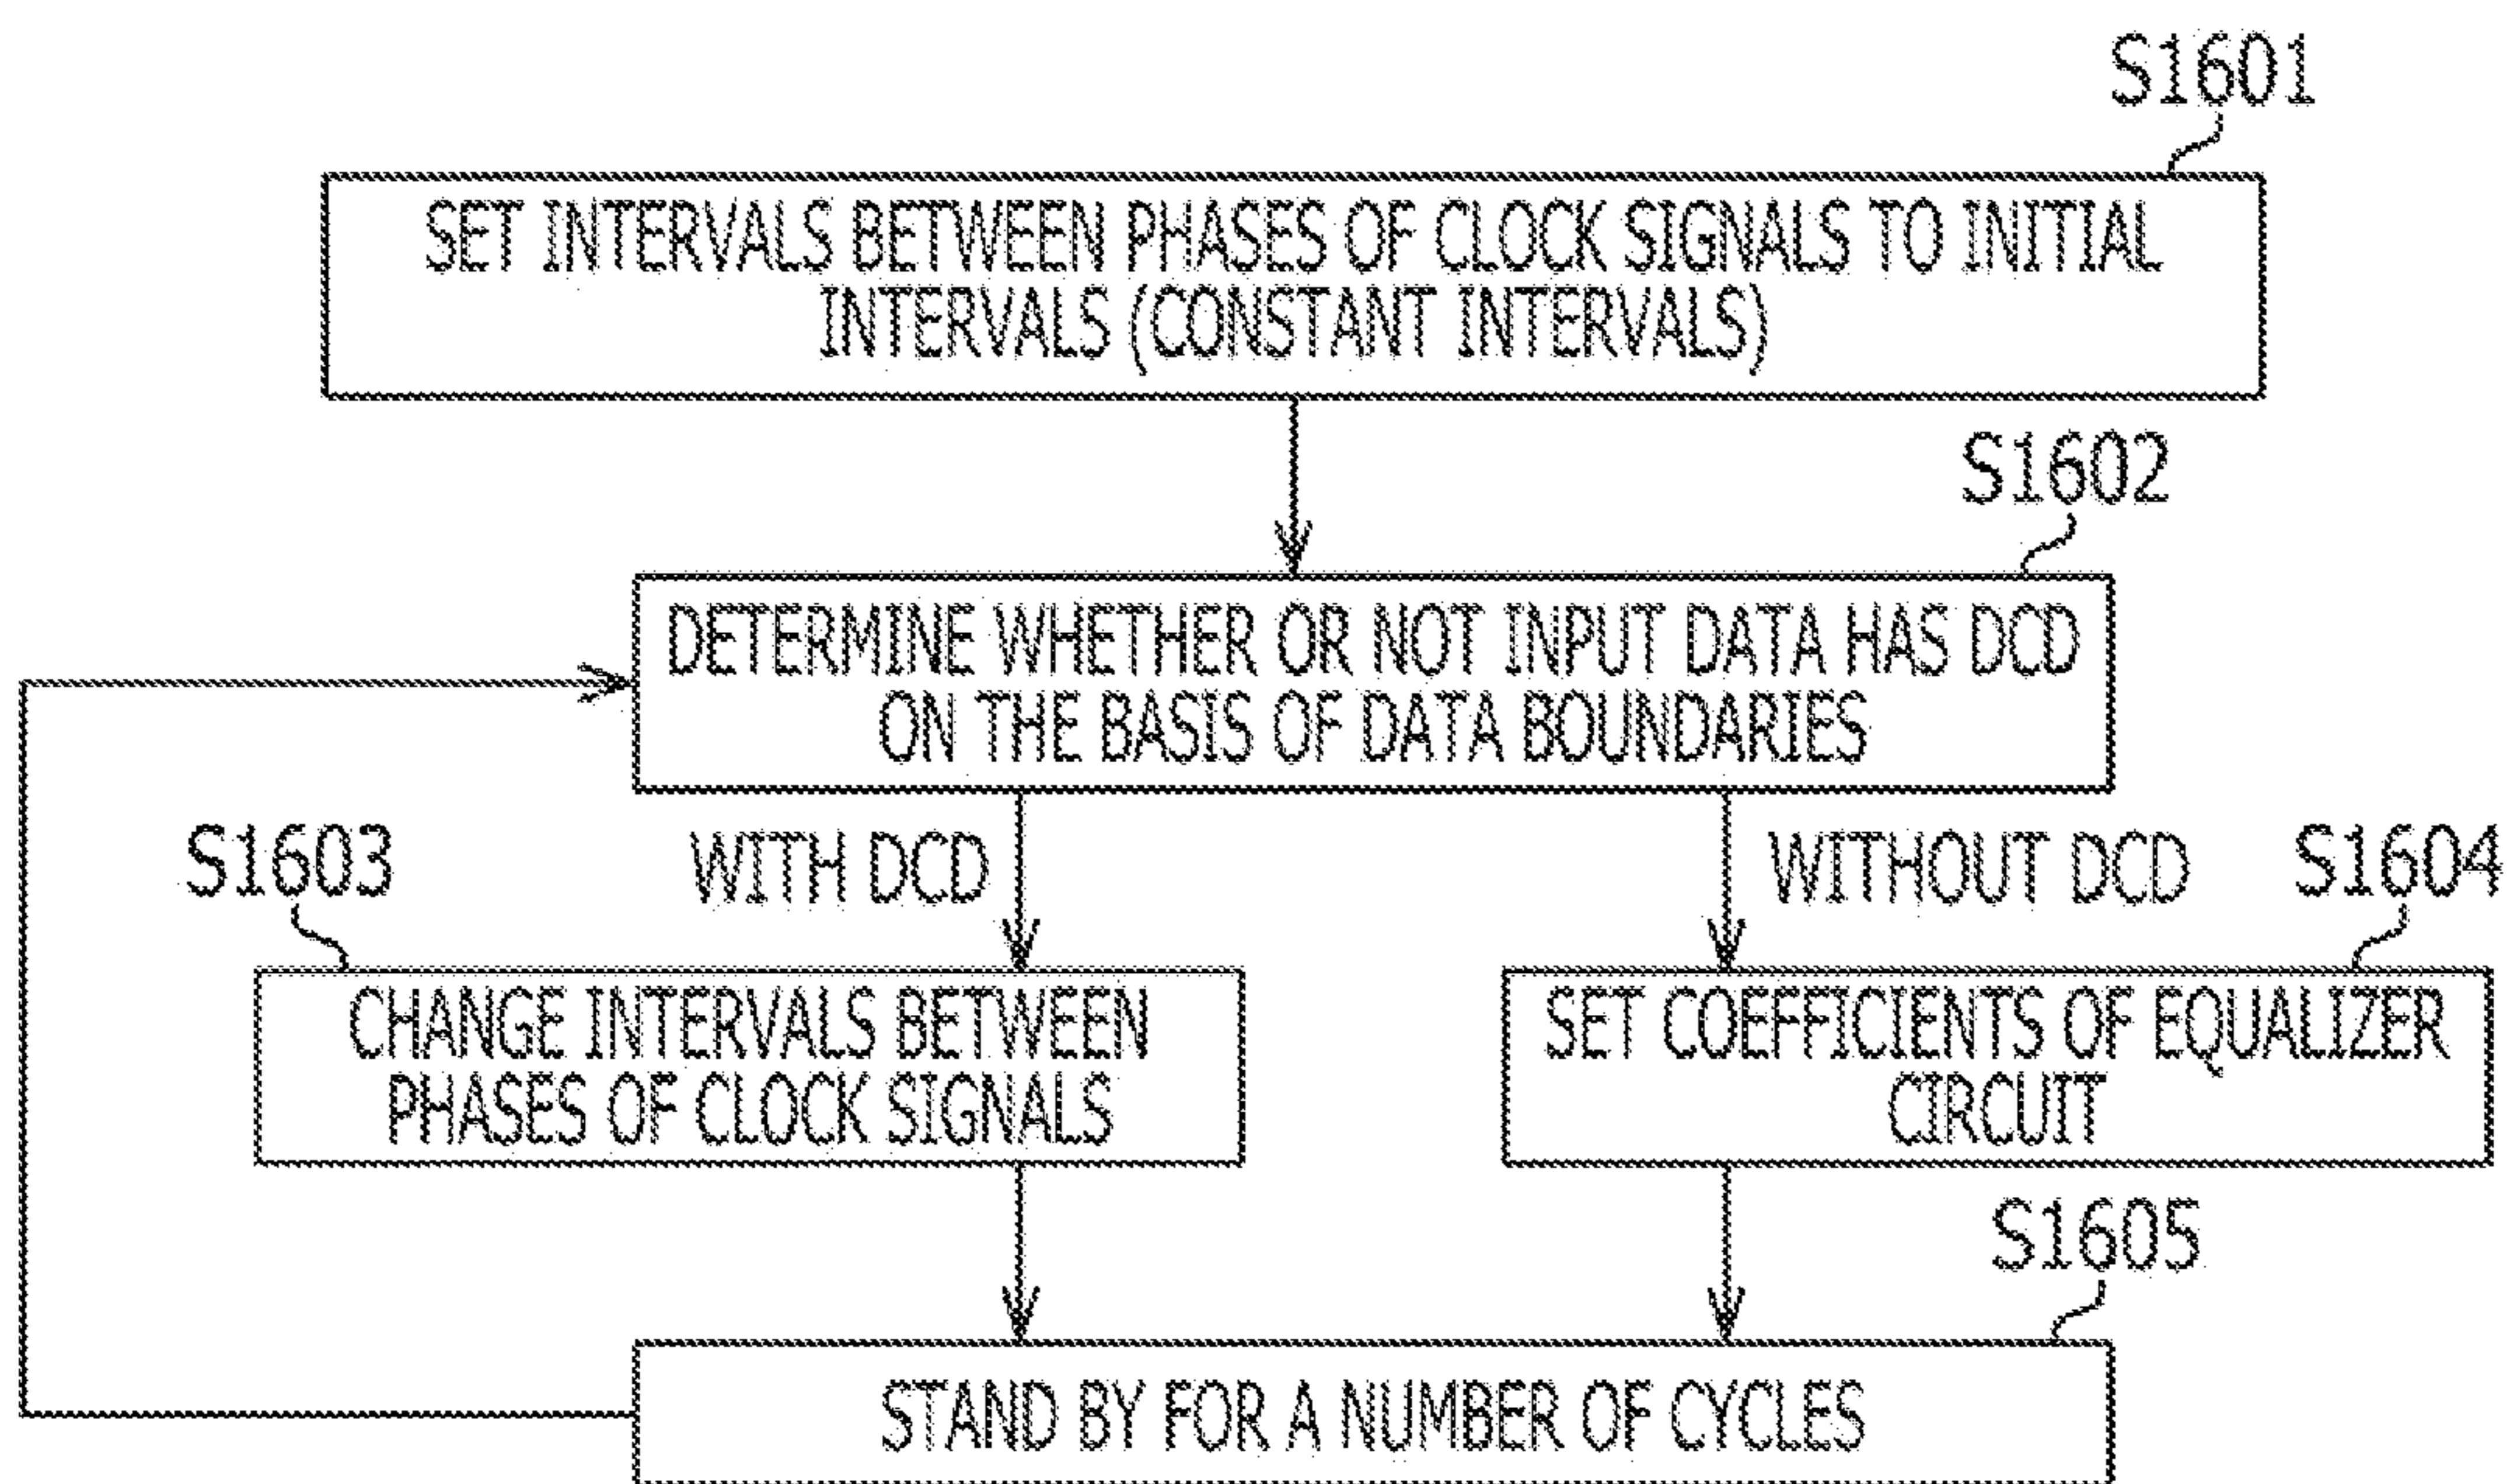 S1601
SET INTERVALS BETWEEN PHASES OF CLOCK SIGNALS TO INITIAL
INTERVALS (CONSTANT INTERVALS)
S1602
DETERMINE WHETHER OR NOT INPUT DATA HAS DCD
ON THE BASIS OF DATA BOUNDARIES
S1603
WITH DCD
WITHOUT DCD
S1604
CHANGE INTERVALS BETWEEN
PHASES OF CLOCK SIGNALS
SET COEFFICIENTS OF EQUALIZER
CIRCUIT
S1605
STAND BY FOR A NUMBER OF CYCLES